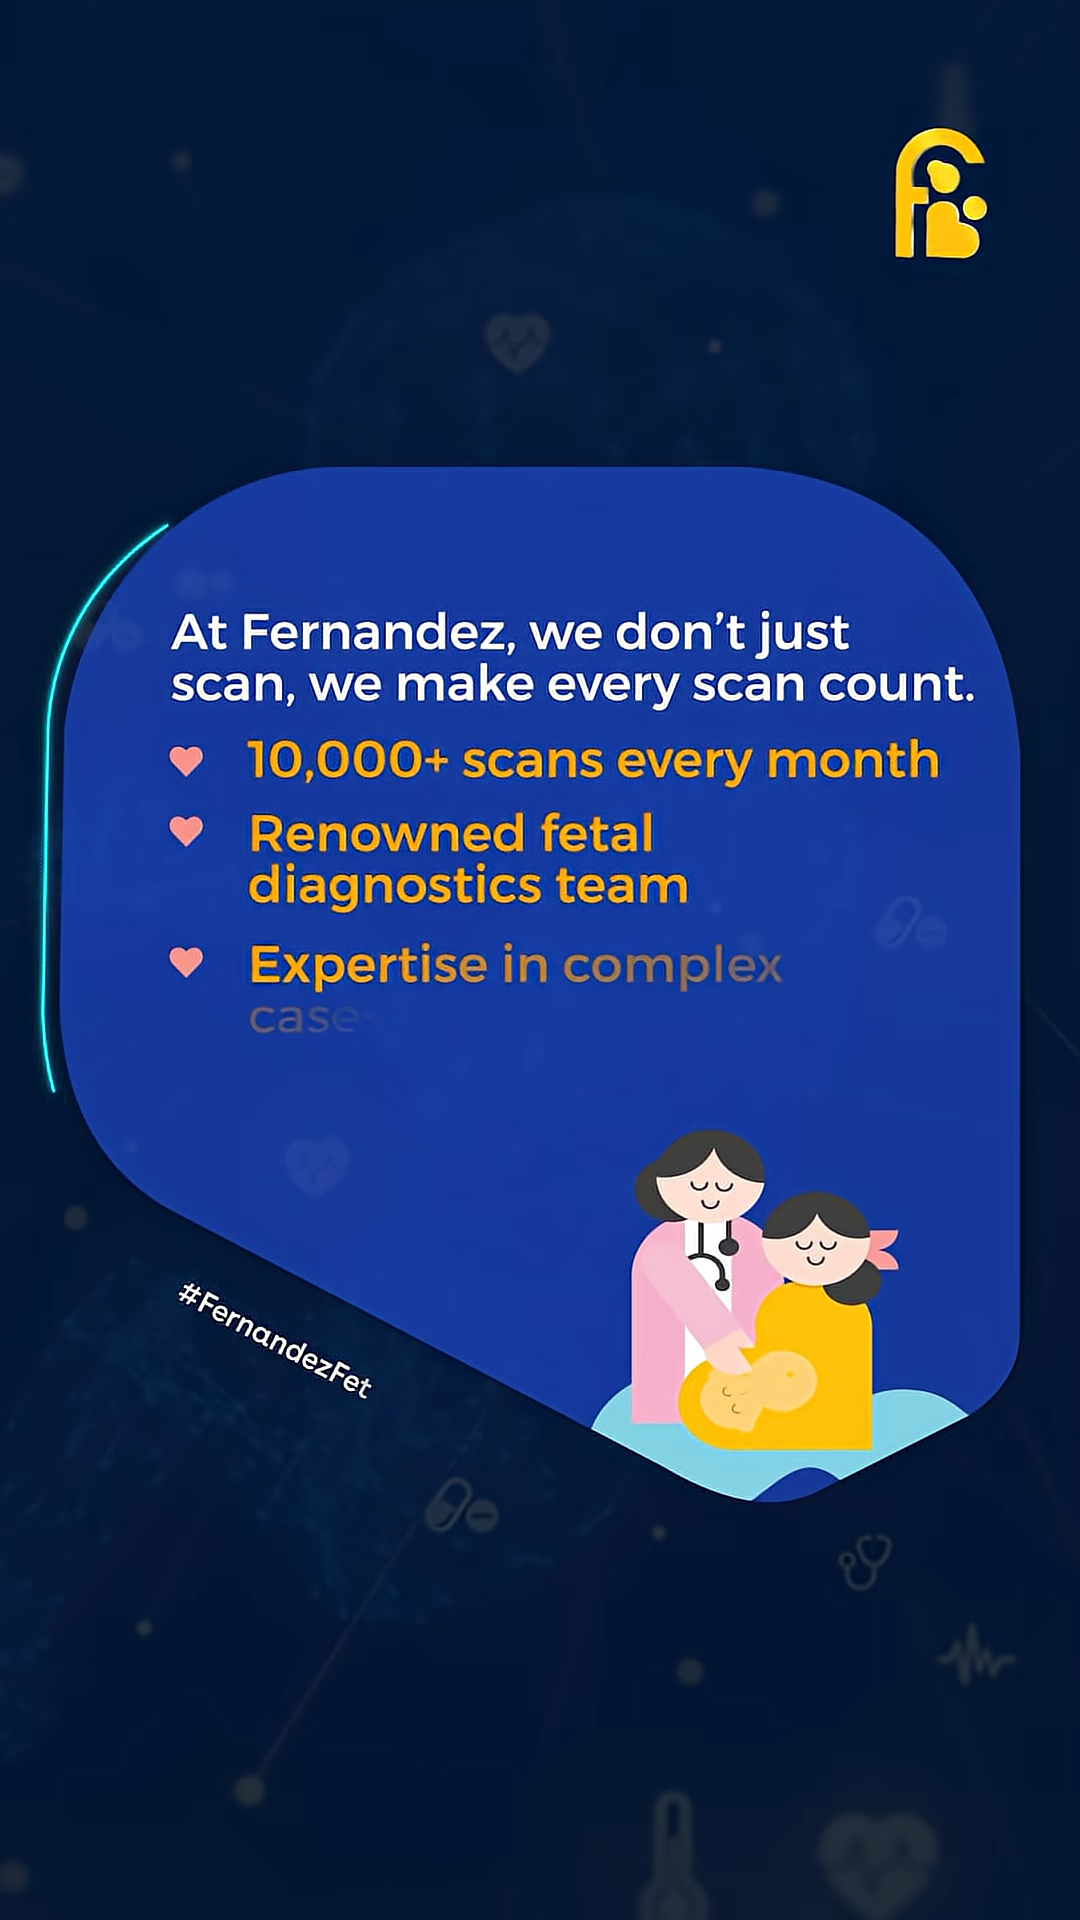 At Fernandez, we don't just
scan, we make every scan count.
10,000+ scans every month
Renowned fetal
diagnostics team
Expertise in complex
case
#FernandezFet